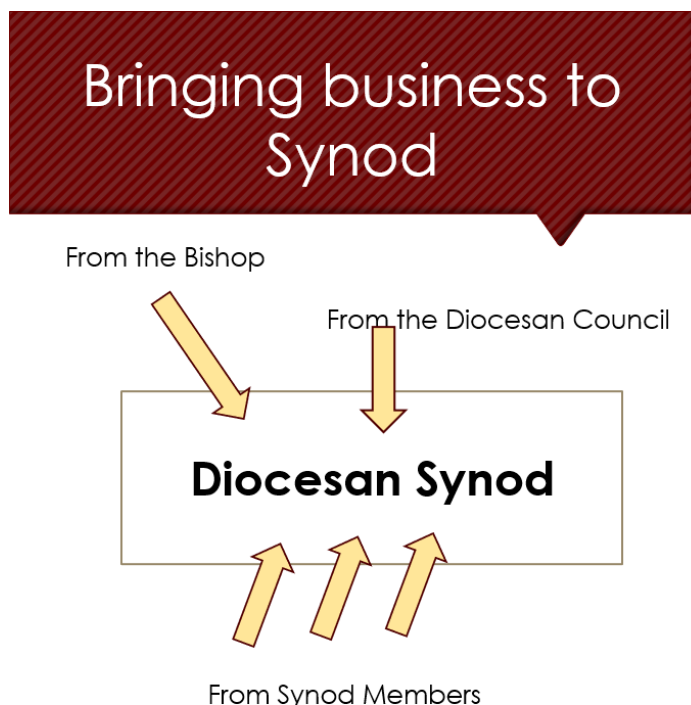 Bringing business to
Synod
From the Bishop
From the Diocesan Council
Diocesan Synod
From Synod Members